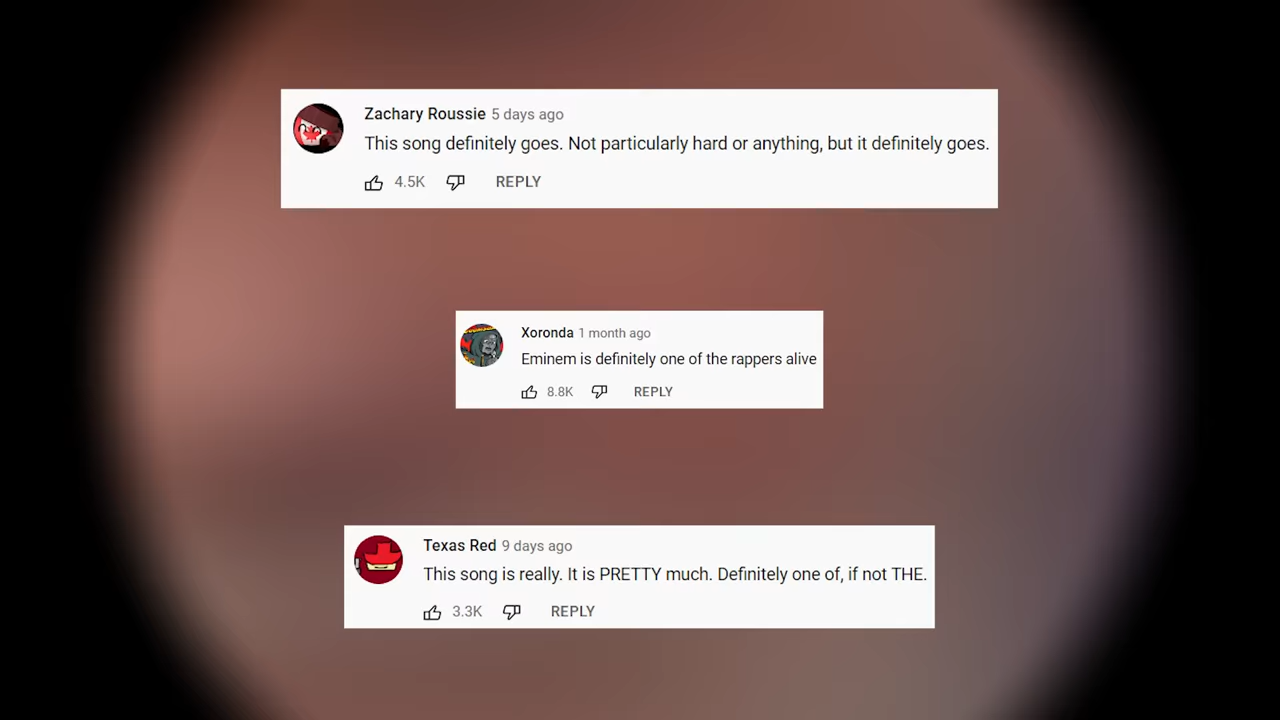 Zachary Roussie 5 days ago
This song definitely goes. Not particularly hard or anything, but it definitely goes.
4.5K REPLY
Xoronda 1 month ago
Eminem is definitely one of the rappers alive
8.8K REPLY
Texas Red 9 days ago
This song is really. It is PRETTY much. Definitely one of, if not THE.
3.3K REPLY